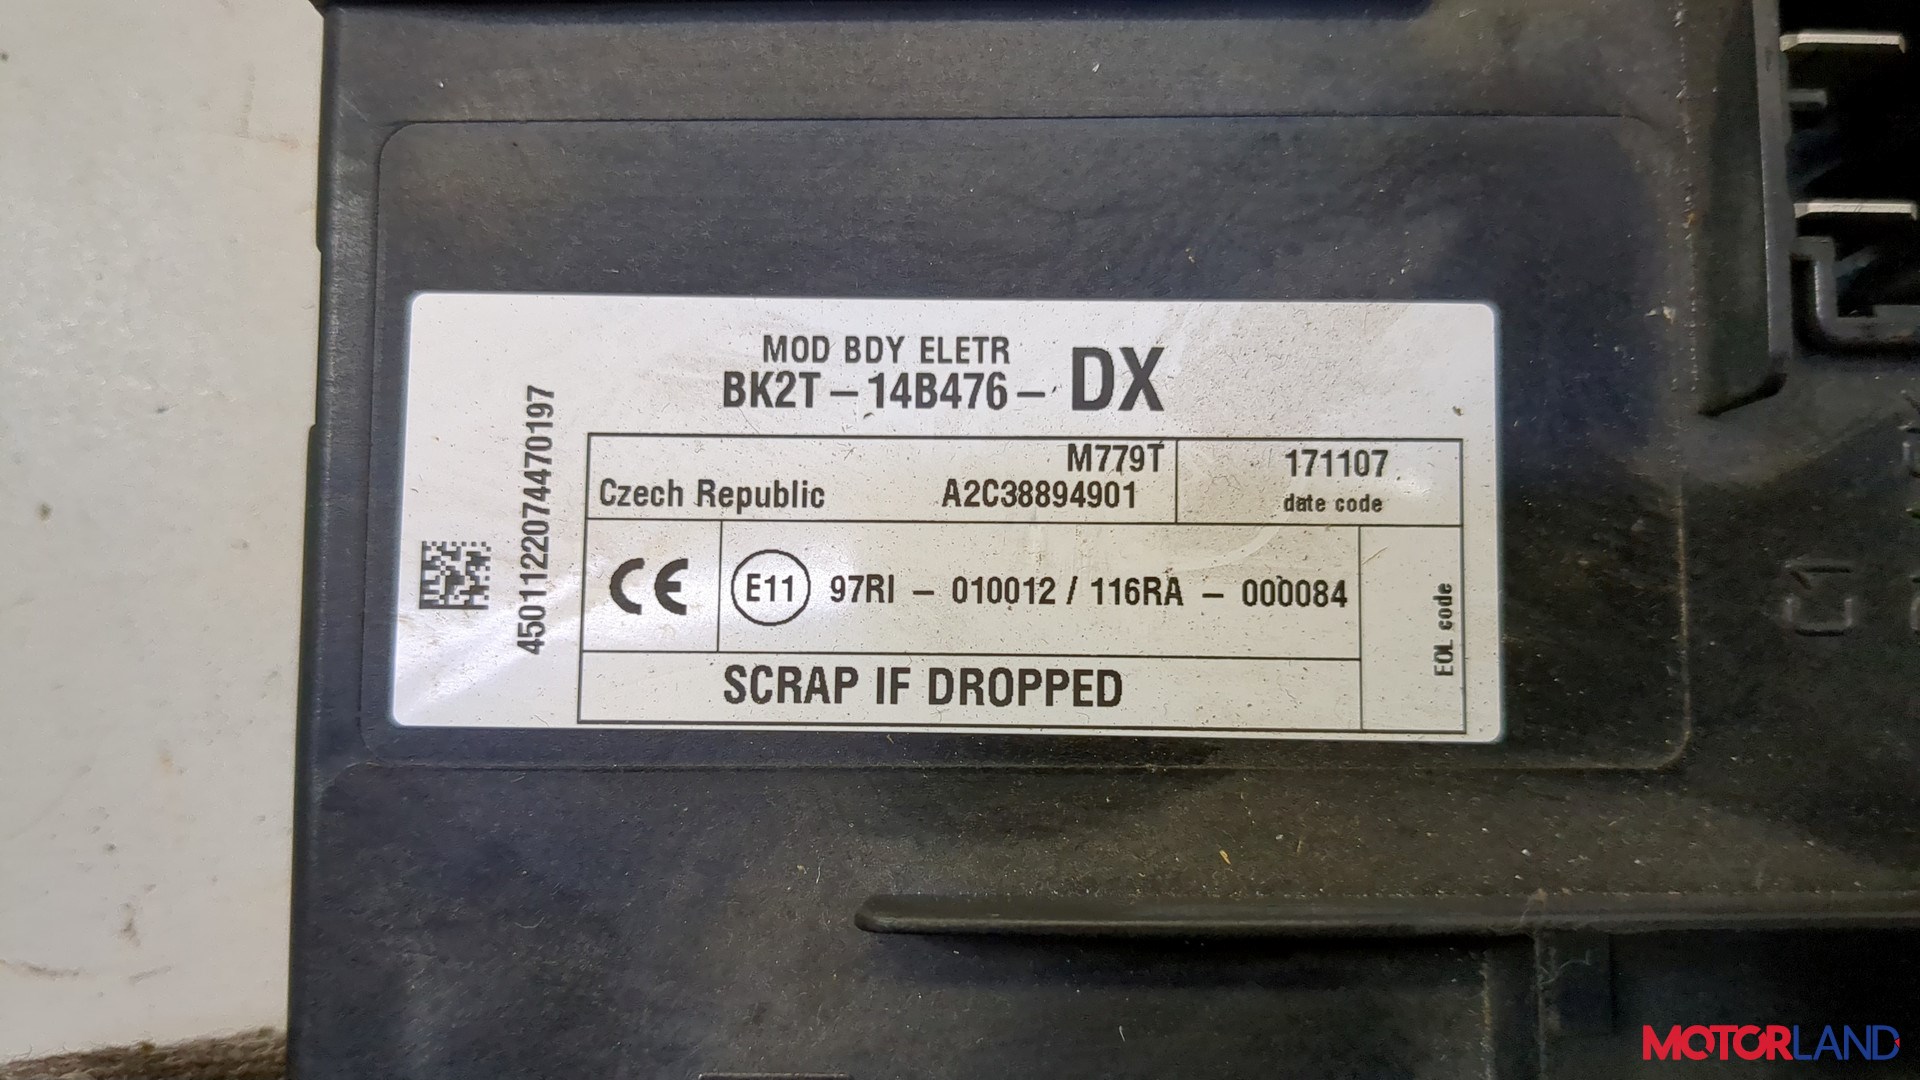 MOD BDY ELETR
BK2T – 14B476 – DX
4501122074470197
M779T
Czech Republic A2C38894901
171107
date code
CE
E11 97RI – 010012 / 116RA – 000084
EOL code
SCRAP IF DROPPED
C1
MOTORLAND